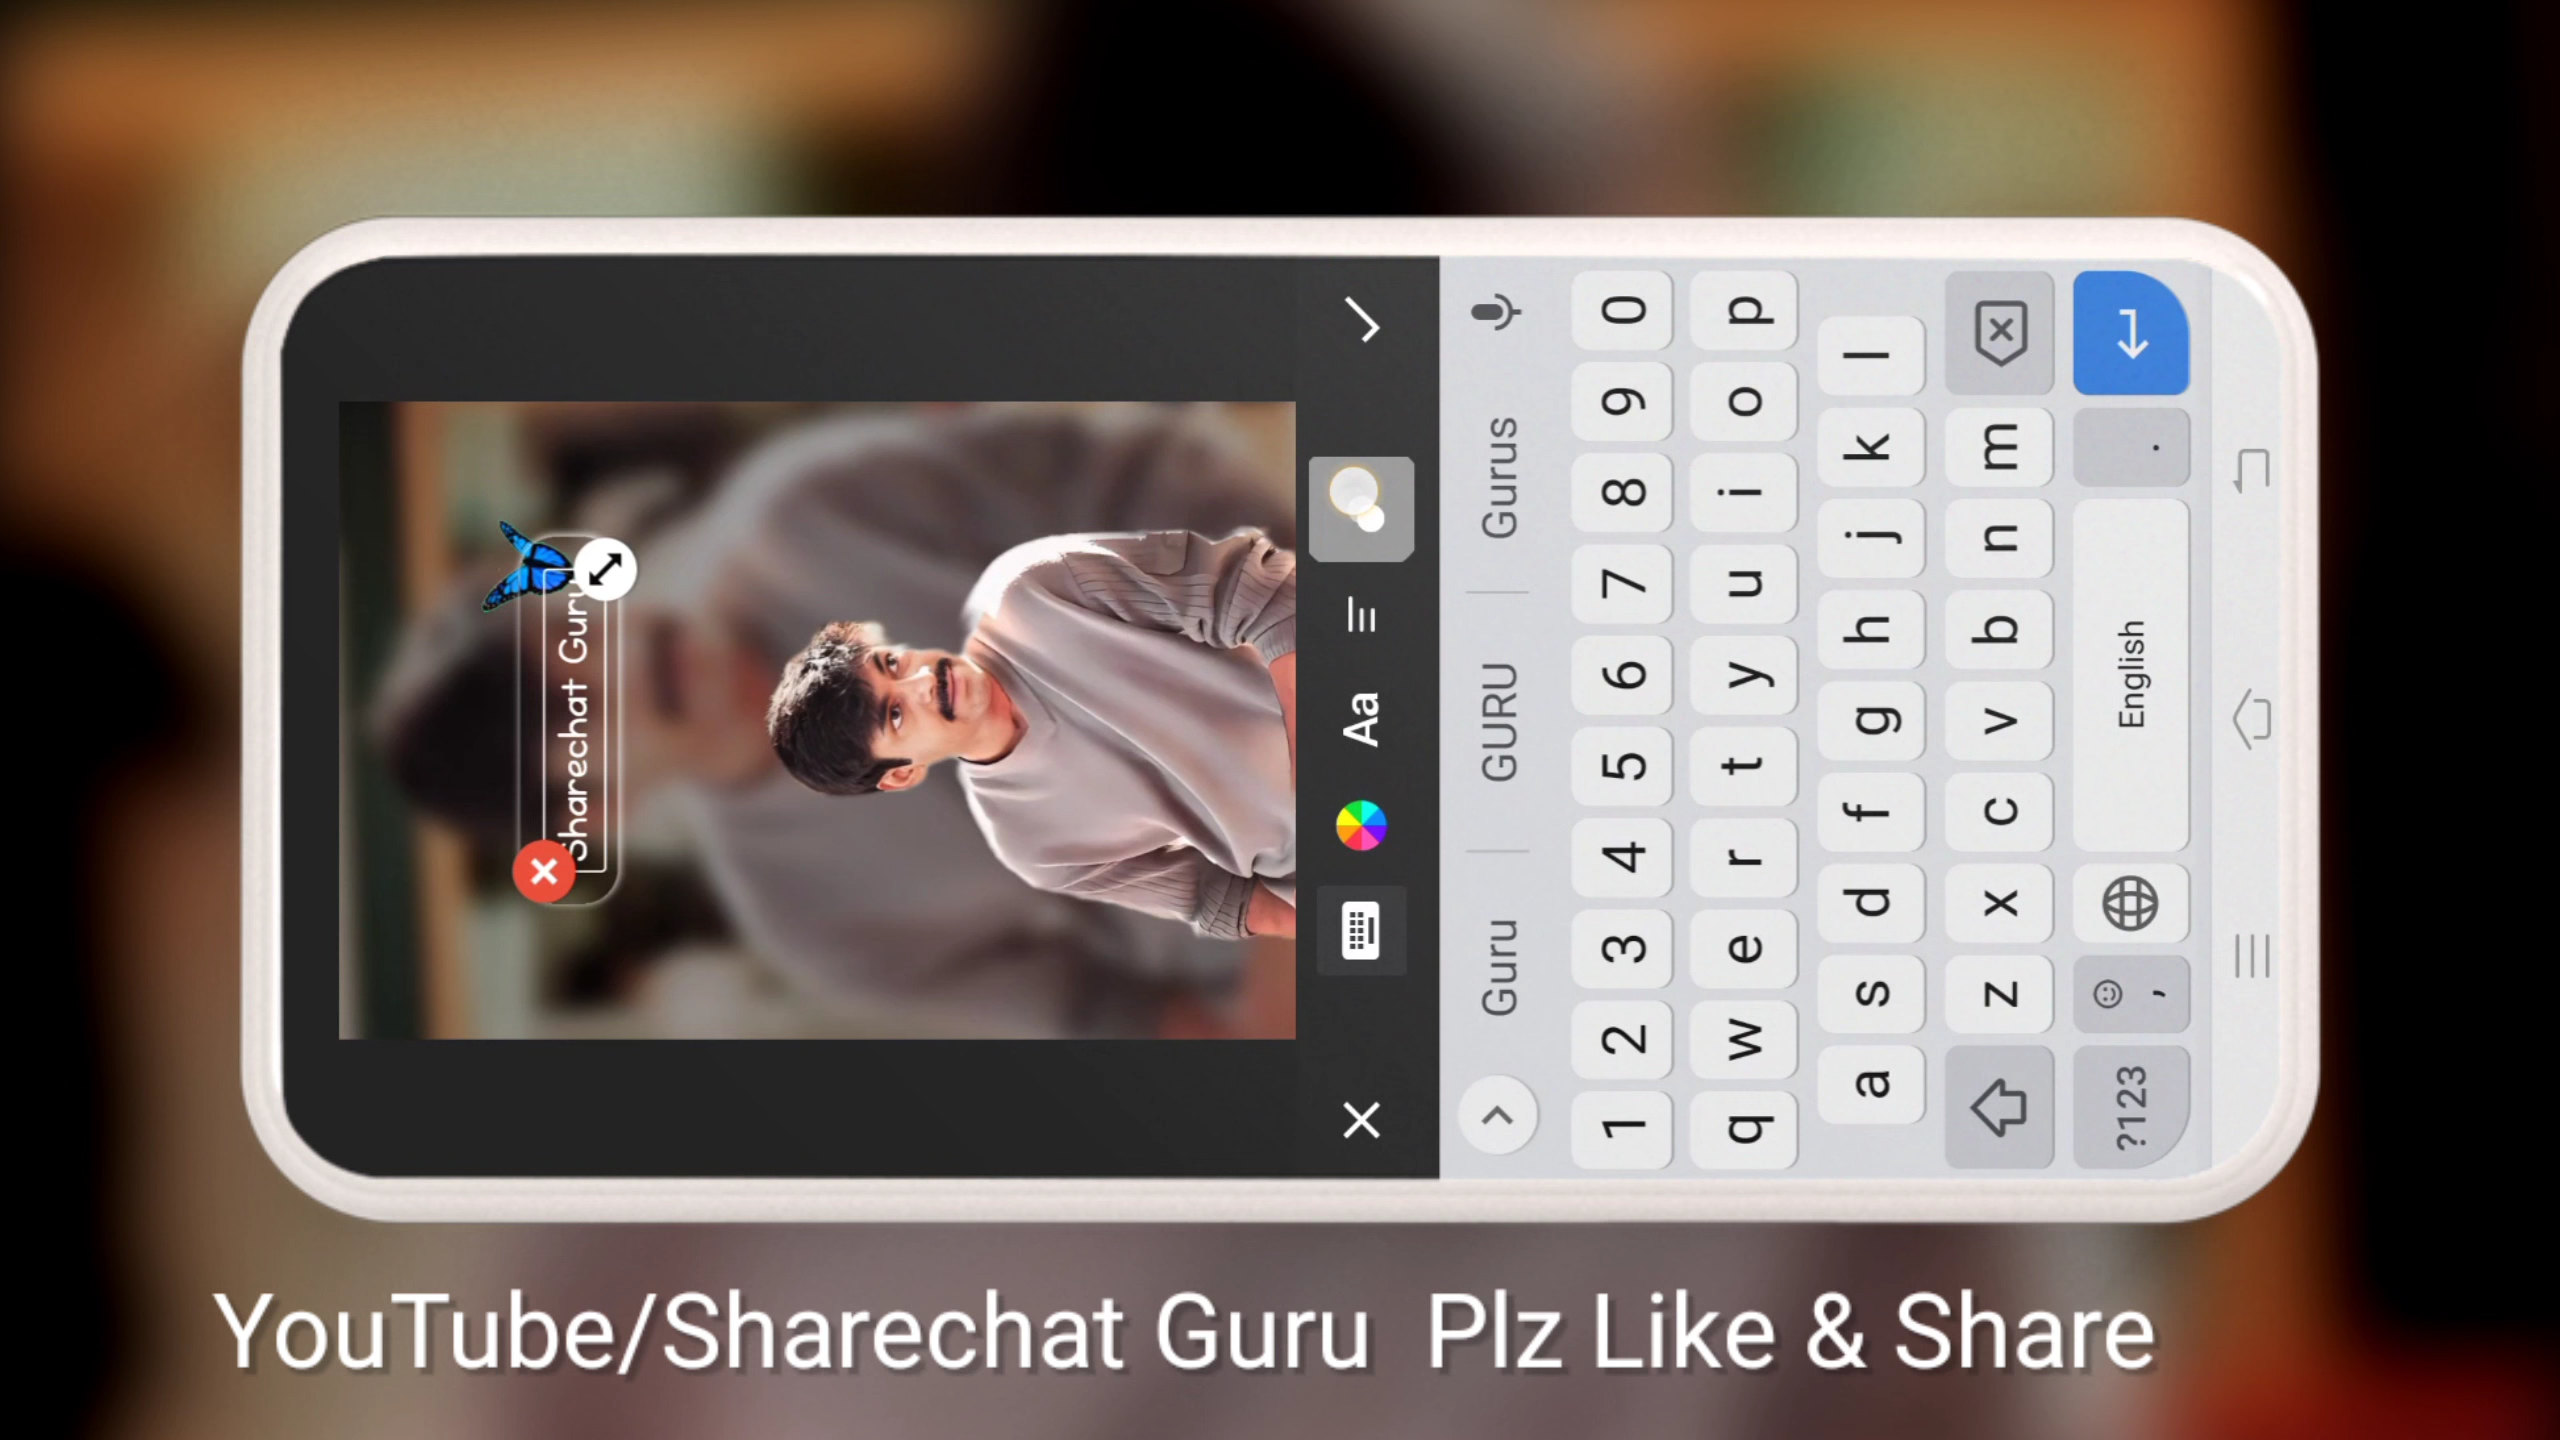 Sharechat Guru
Aa
Guru GURU Gurus
1 2 3 4 5 6 7 8 9 0
q w e r t y u i o p
a s d f g h j k l
z x c v b n m
?123 , English .
YouTube/Sharechat Guru Plz Like & Share